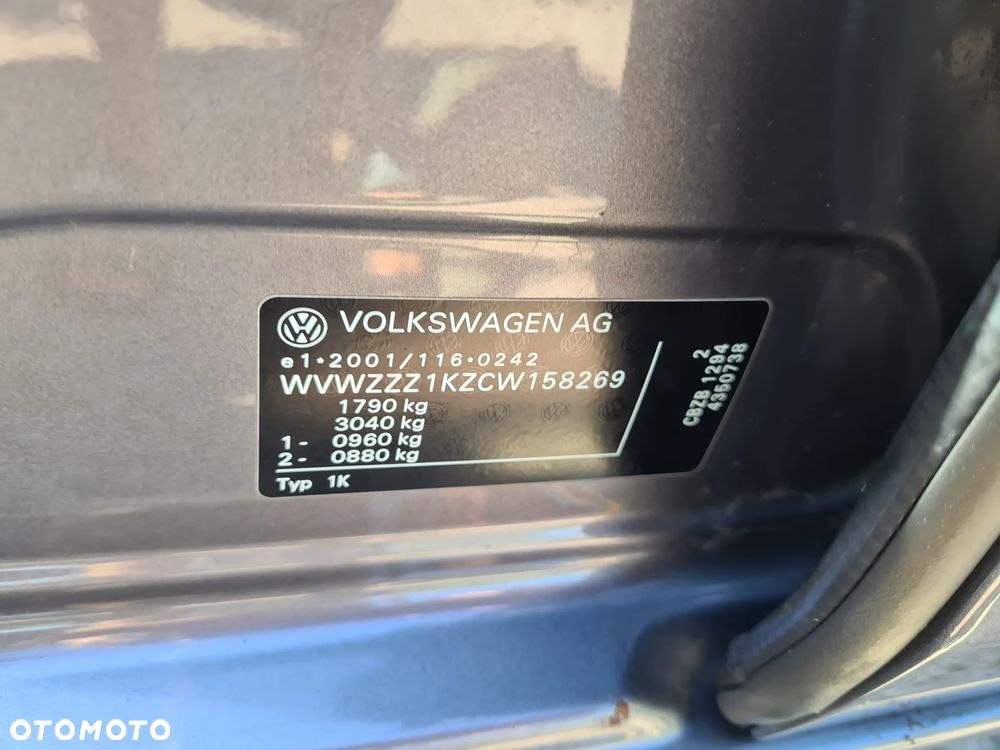 VOLKSWAGEN AG
e1*2001/116*0242
WVWZZZ1KZCW158269
1790 kg
3040 kg
1- 0960 kg
2- 0880 kg
Typ 1K
2
CBZB 1294
4350738
OTOMOTO